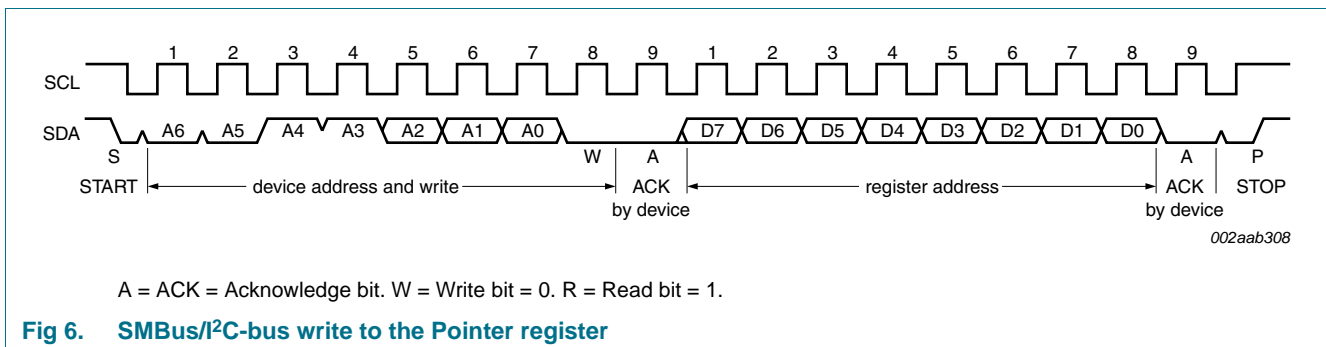 1 2 3 4 5 6 7 8 9 1 2 3 4 5 6 7 8 9
SCL
SDA A6 A5 A4 A3 A2 A1 A0 D7 D6 D5 D4 D3 D2 D1 D0
S W A A P
START device address and write ACK register address ACK STOP
by device by device
002aab308
A = ACK = Acknowledge bit. W = Write bit = 0. R = Read bit = 1.
Fig 6. SMBus/I²C-bus write to the Pointer register